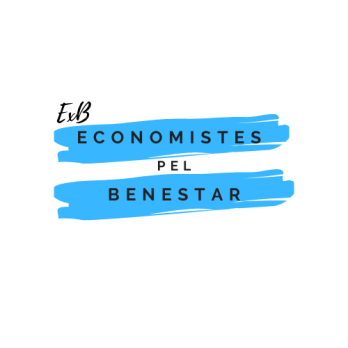 ExB
ECONOMISTES
PEL
BENESTAR